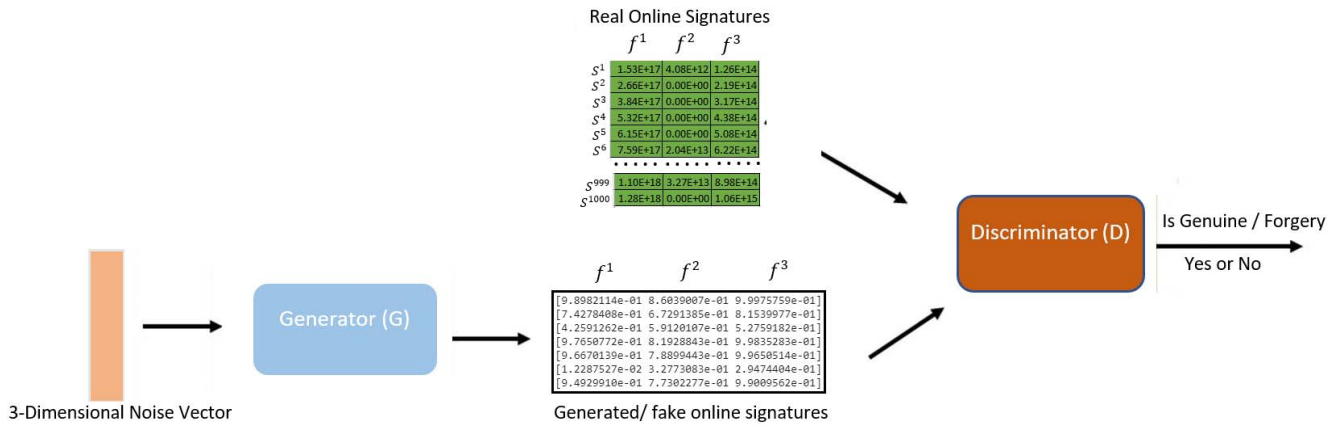 Real Online Signatures
f¹ f² f³
S¹ 1.53E+17 4.08E+12 1.26E+14
S² 2.66E+17 0.00E+00 2.19E+14
S³ 3.84E+17 0.00E+00 3.17E+14
S⁴ 5.32E+17 0.00E+00 4.38E+14
S⁵ 6.15E+17 0.00E+00 5.08E+14
S⁶ 7.59E+17 2.04E+13 6.22E+14
S⁹⁹⁹ 1.10E+18 3.27E+13 8.98E+14
S¹⁰⁰⁰ 1.28E+18 0.00E+00 1.06E+15
Discriminator (D)
Is Genuine / Forgery
Yes or No
Generator (G)
f¹ f² f³
[9.8982114e-01 8.6039007e-01 9.9975759e-01]
[7.4278408e-01 6.7291385e-01 8.1539977e-01]
[4.2591262e-01 5.9120107e-01 5.2759182e-01]
[9.7650772e-01 8.1928843e-01 9.9835283e-01]
[9.6670139e-01 7.8899443e-01 9.9650514e-01]
[1.2287527e-02 3.2773083e-01 2.9474404e-01]
[9.4929910e-01 7.7302277e-01 9.9009562e-01]
3-Dimensional Noise Vector
Generated/ fake online signatures